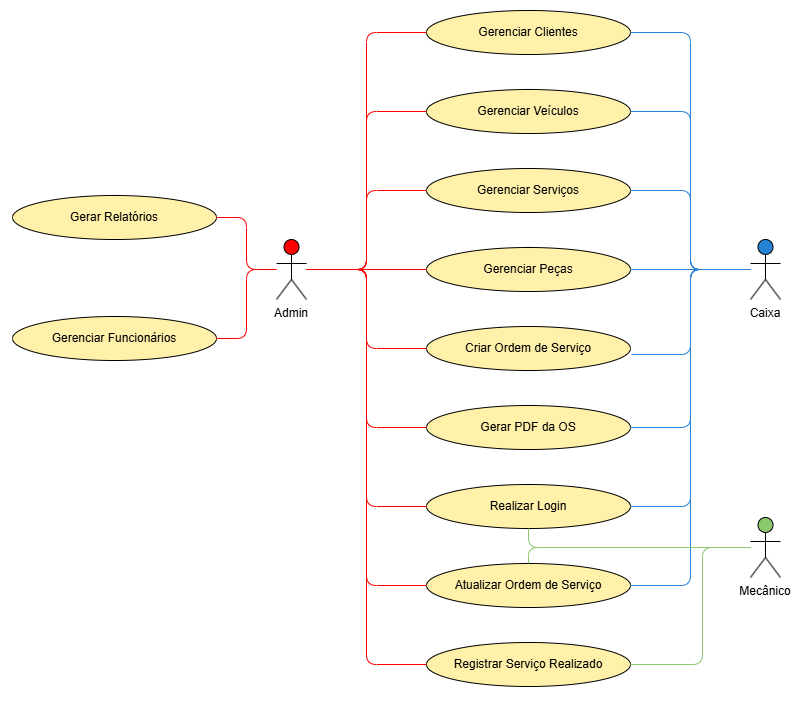 Gerenciar Clientes
Gerenciar Veículos
Gerenciar Serviços
Gerar Relatórios
Gerenciar Peças
Admin
Caixa
Gerenciar Funcionários
Criar Ordem de Serviço
Gerar PDF da OS
Realizar Login
Atualizar Ordem de Serviço
Mecânico
Registrar Serviço Realizado